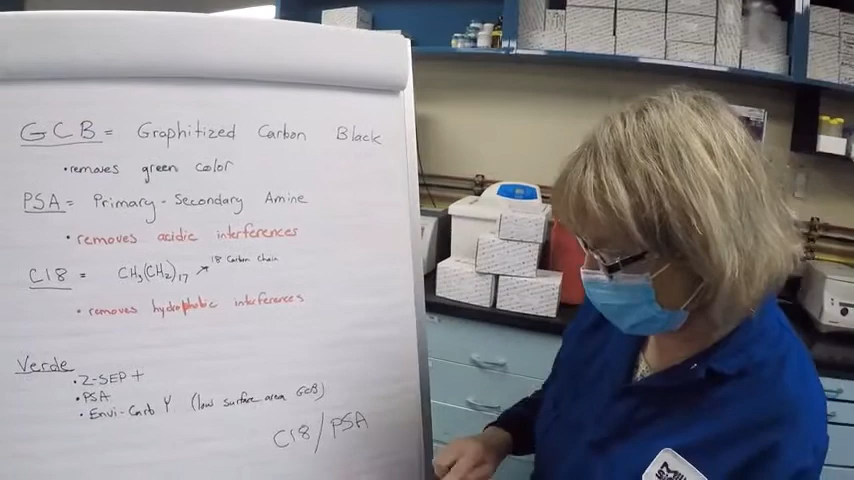 GCB = Graphitized Carbon Black
• removes green color
PSA = Primary - Secondary Amine
• removes acidic interferences
C18 = CH3(CH2)17 18 Carbon Chain
• removes hydrophobic interferences
Verde
• Z-SEP +
• PSA
• Envi-Carb Y (low surface area GCB)
C18/PSA